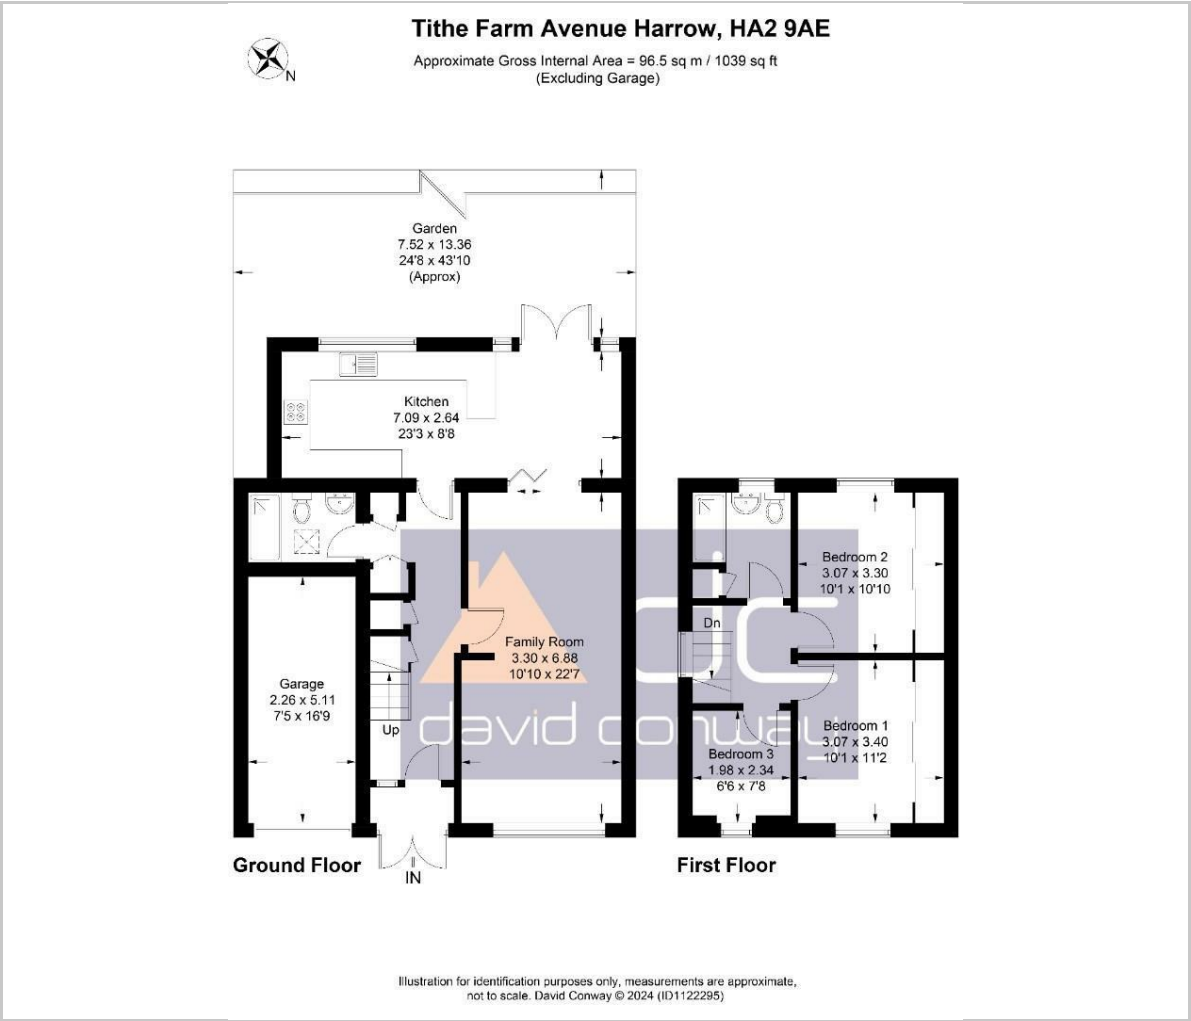 Tithe Farm Avenue Harrow, HA2 9AE
Approximate Gross Internal Area = 96.5 sq m / 1039 sq ft
(Excluding Garage)
N
Garden
7.52 x 13.36
24'8 x 43'10
(Approx)
Kitchen
7.09 x 2.64
23'3 x 8'8
Family Room
3.30 x 6.88
10'10 x 22'7
Garage
2.26 x 5.11
7'5 x 16'9
Up
IN
Ground Floor
Bedroom 2
3.07 x 3.30
10'1 x 10'10
Dn
Bedroom 1
3.07 x 3.40
10'1 x 11'2
Bedroom 3
1.98 x 2.34
6'6 x 7'8
First Floor
dc
david conway
Illustration for identification purposes only, measurements are approximate,
not to scale. David Conway © 2024 (ID1122295)